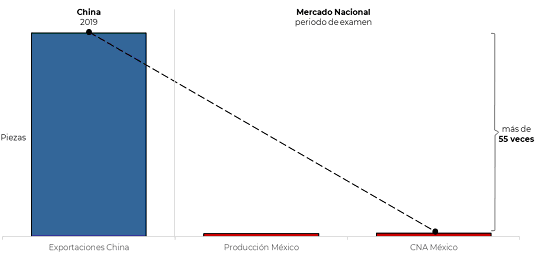 China
2019
Mercado Nacional
periodo de examen
Piezas
más de
55 veces
Exportaciones China
Producción México
CNA México